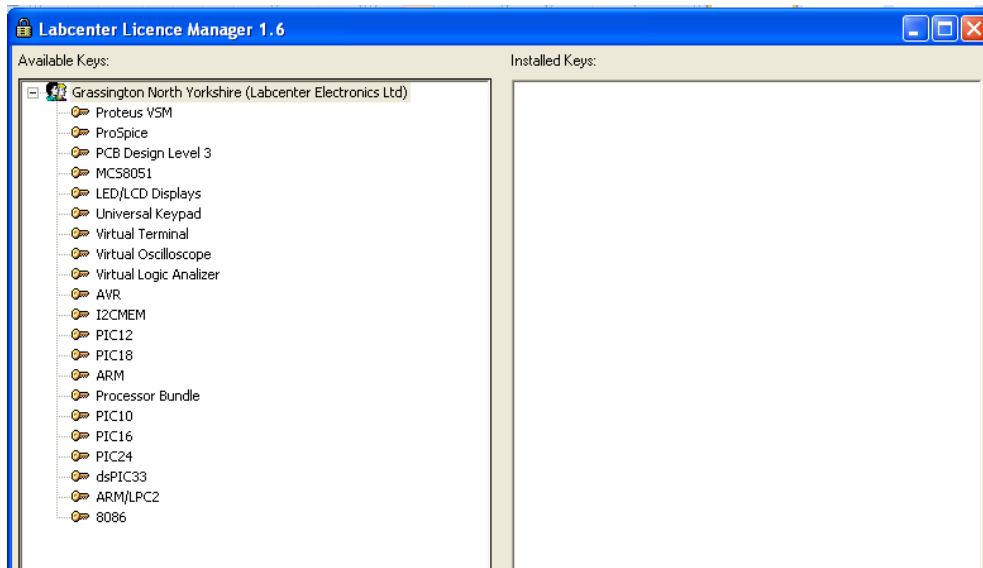 Labcenter Licence Manager 1.6
Available Keys:
Installed Keys:
Grassington North Yorkshire (Labcenter Electronics Ltd)
Proteus VSM
ProSpice
PCB Design Level 3
MCS8051
LED/LCD Displays
Universal Keypad
Virtual Terminal
Virtual Oscilloscope
Virtual Logic Analizer
AVR
I2CMEM
PIC12
PIC18
ARM
Processor Bundle
PIC10
PIC16
PIC24
dsPIC33
ARM/LPC2
8086